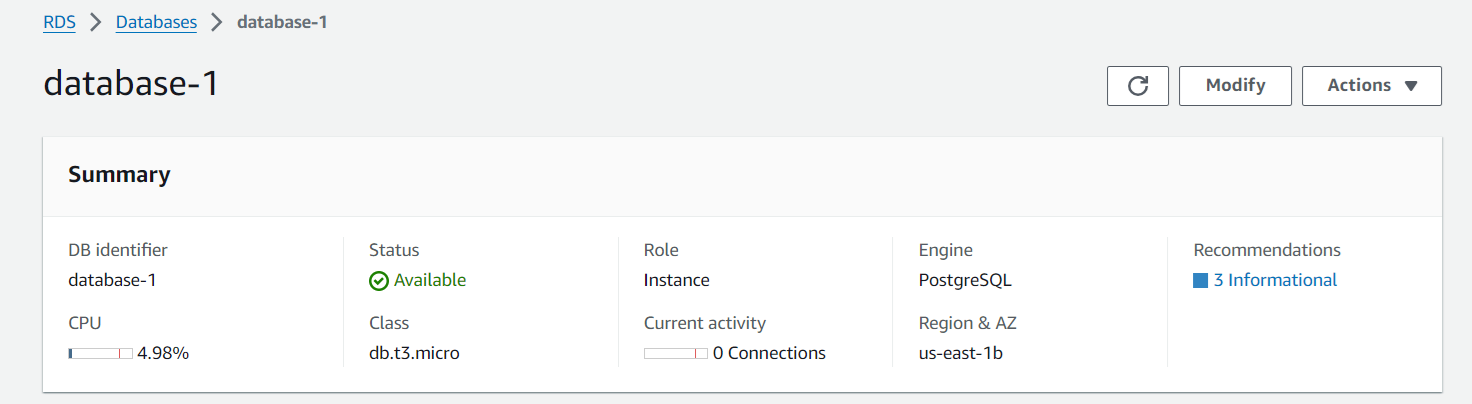 RDS > Databases > database-1
database-1
Modify
Actions
Summary
DB identifier
database-1
Status
Available
Role
Instance
Engine
PostgreSQL
Recommendations
3 Informational
CPU
4.98%
Class
db.t3.micro
Current activity
0 Connections
Region & AZ
us-east-1b